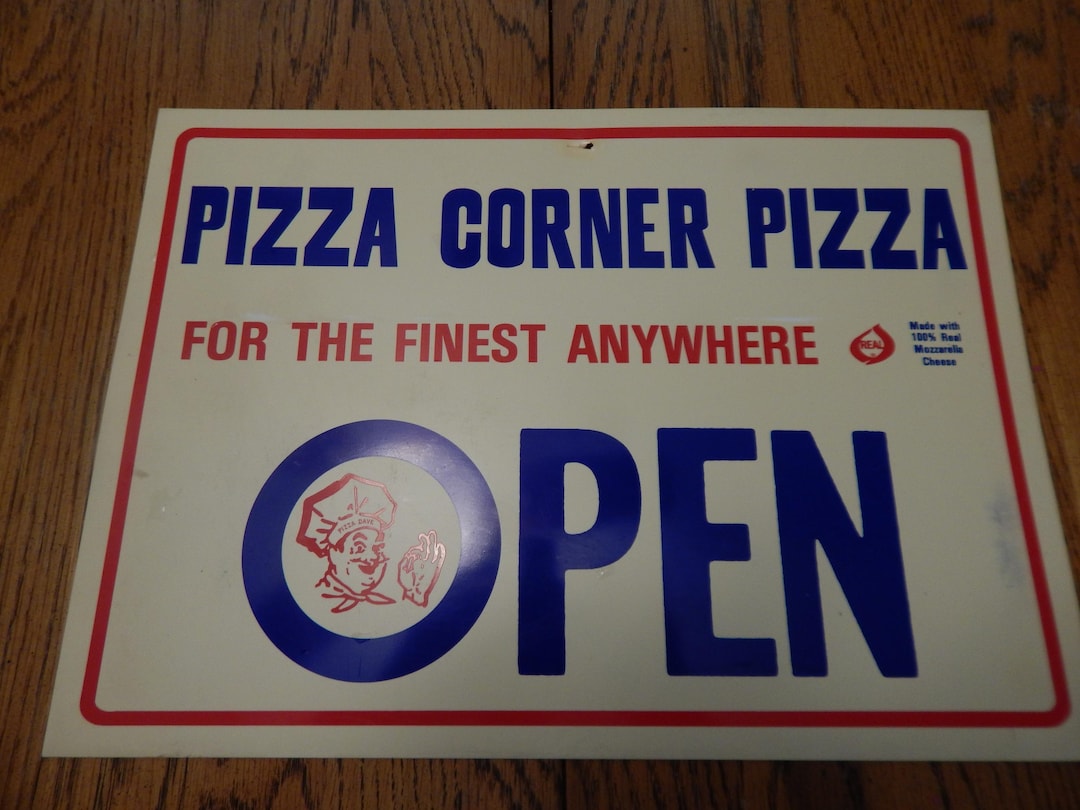 PIZZA CORNER PIZZA
FOR THE FINEST ANYWHERE
REAL
Made with
100% Real
Mozzarella
Cheese
OPEN
PIZZA DAVE